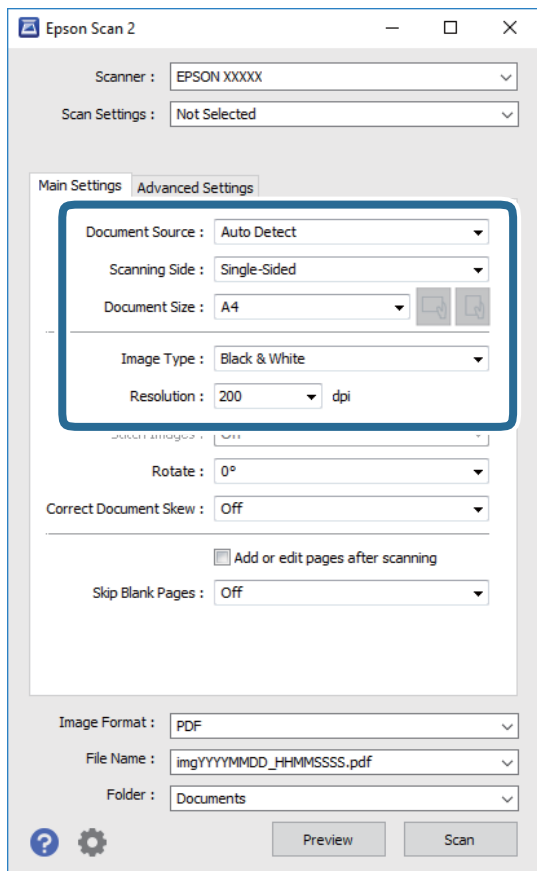 Epson Scan 2
Scanner : EPSON XXXXX
Scan Settings : Not Selected
Main Settings Advanced Settings
Document Source : Auto Detect
Scanning Side : Single-Sided
Document Size : A4
Image Type : Black & White
Resolution : 200 dpi
Stitch Images : On
Rotate : 0°
Correct Document Skew : Off
Add or edit pages after scanning
Skip Blank Pages : Off
Image Format : PDF
File Name : imgYYYYMMDD_HHMMSSSS.pdf
Folder : Documents
? Preview Scan